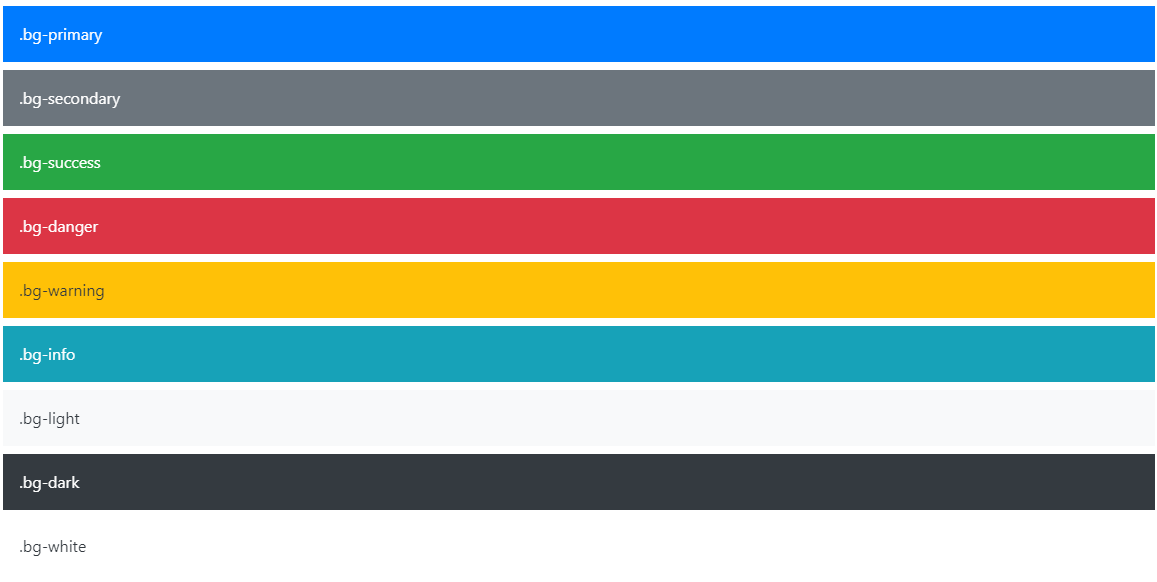 .bg-primary
.bg-secondary
.bg-success
.bg-danger
.bg-warning
.bg-info
.bg-light
.bg-dark
.bg-white